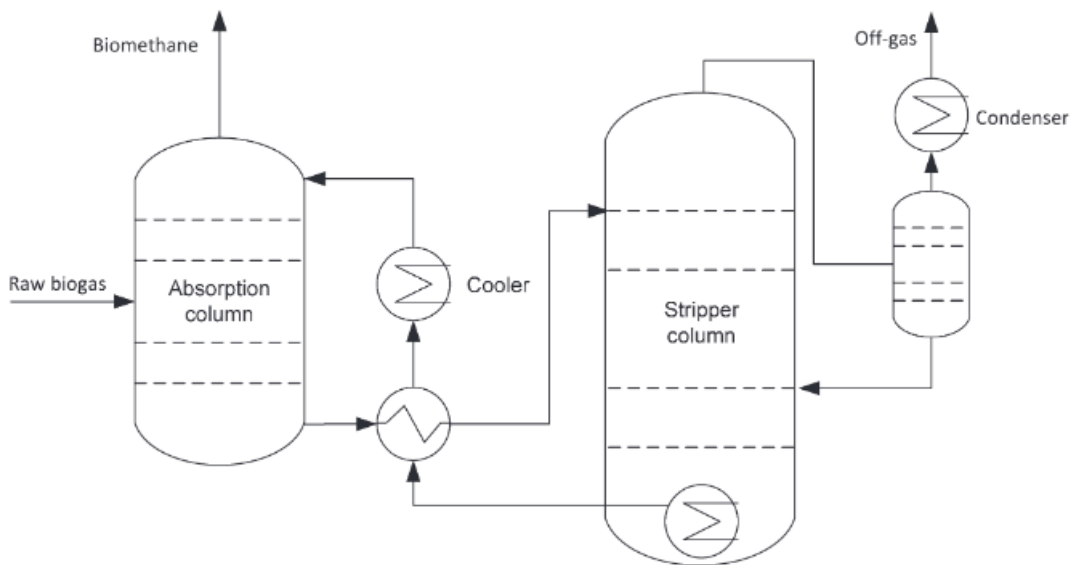 Biomethane
Off-gas
Condenser
Raw biogas
Absorption
column
Cooler
Stripper
column